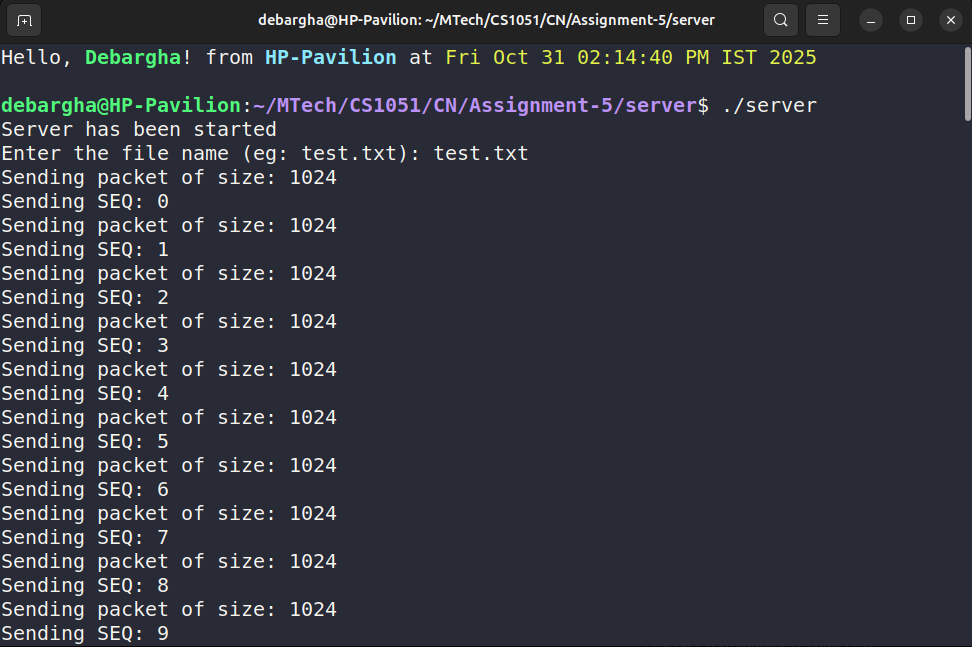 debargha@HP-Pavilion: ~/MTech/CS1051/CN/Assignment-5/server
Hello, Debargha! from HP-Pavilion at Fri Oct 31 02:14:40 PM IST 2025
debargha@HP-Pavilion:~/MTech/CS1051/CN/Assignment-5/server$ ./server
Server has been started
Enter the file name (eg: test.txt): test.txt
Sending packet of size: 1024
Sending SEQ: 0
Sending packet of size: 1024
Sending SEQ: 1
Sending packet of size: 1024
Sending SEQ: 2
Sending packet of size: 1024
Sending SEQ: 3
Sending packet of size: 1024
Sending SEQ: 4
Sending packet of size: 1024
Sending SEQ: 5
Sending packet of size: 1024
Sending SEQ: 6
Sending packet of size: 1024
Sending SEQ: 7
Sending packet of size: 1024
Sending SEQ: 8
Sending packet of size: 1024
Sending SEQ: 9